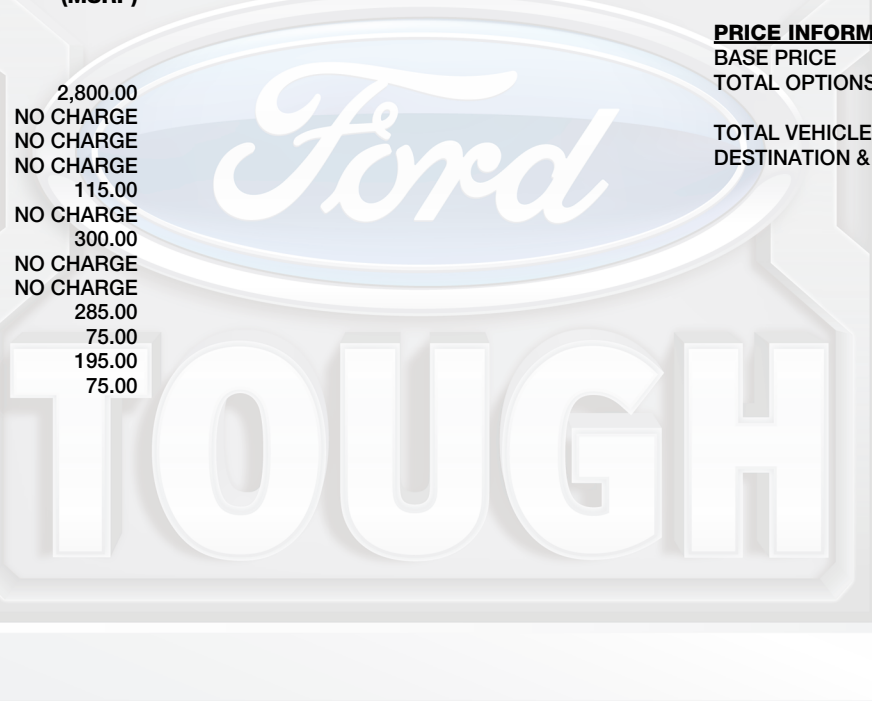 (MSRP)
2,800.00
NO CHARGE
NO CHARGE
NO CHARGE
115.00
NO CHARGE
300.00
NO CHARGE
NO CHARGE
285.00
75.00
195.00
75.00
PRICE INFORM
BASE PRICE
TOTAL OPTIONS
TOTAL VEHICLE
DESTINATION &
Ford
TOUGH